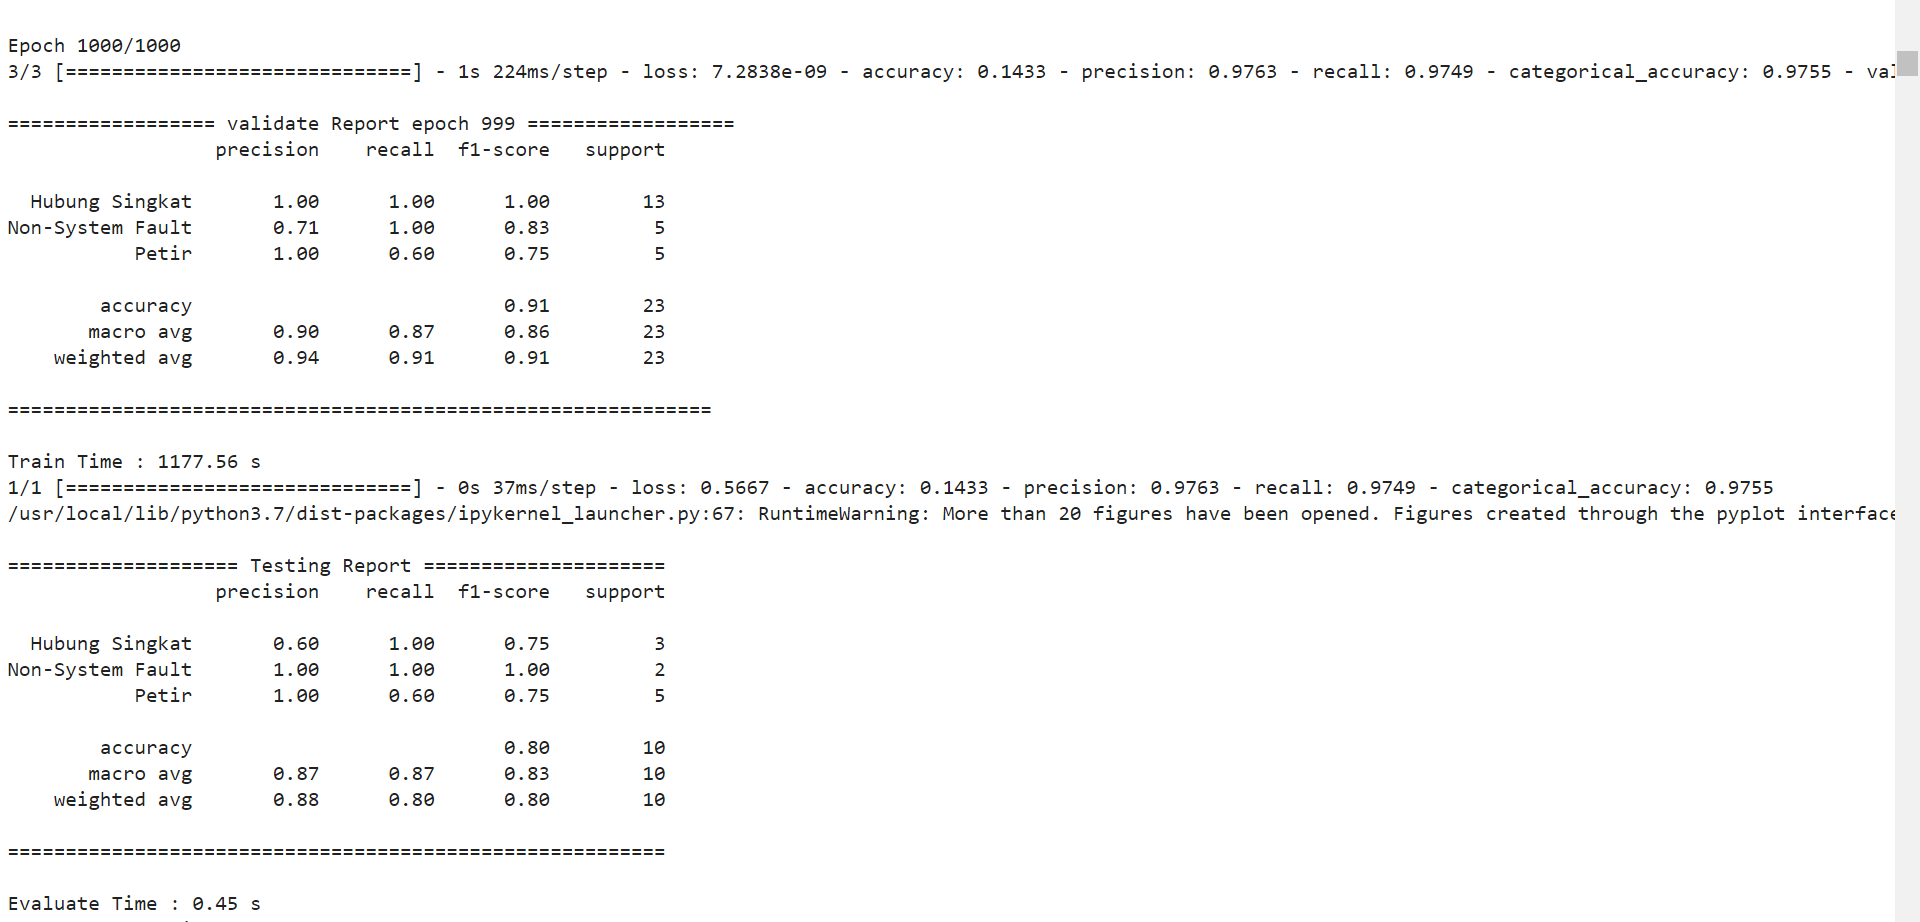 Epoch 1000/1000
3/3 [==============================] - 1s 224ms/step - loss: 7.2838e-09 - accuracy: 0.1433 - precision: 0.9763 - recall: 0.9749 - categorical_accuracy: 0.9755 - val
================== validate Report epoch 999 ==================
precision recall f1-score support
Hubung Singkat 1.00 1.00 1.00 13
Non-System Fault 0.71 1.00 0.83 5
Petir 1.00 0.60 0.75 5
accuracy 0.91 23
macro avg 0.90 0.87 0.86 23
weighted avg 0.94 0.91 0.91 23
=============================================================
Train Time : 1177.56 s
1/1 [==============================] - 0s 37ms/step - loss: 0.5667 - accuracy: 0.1433 - precision: 0.9763 - recall: 0.9749 - categorical_accuracy: 0.9755
/usr/local/lib/python3.7/dist-packages/ipykernel_launcher.py:67: RuntimeWarning: More than 20 figures have been opened. Figures created through the pyplot interface
==================== Testing Report =====================
precision recall f1-score support
Hubung Singkat 0.60 1.00 0.75 3
Non-System Fault 1.00 1.00 1.00 2
Petir 1.00 0.60 0.75 5
accuracy 0.80 10
macro avg 0.87 0.87 0.83 10
weighted avg 0.88 0.80 0.80 10
=========================================================
Evaluate Time : 0.45 s